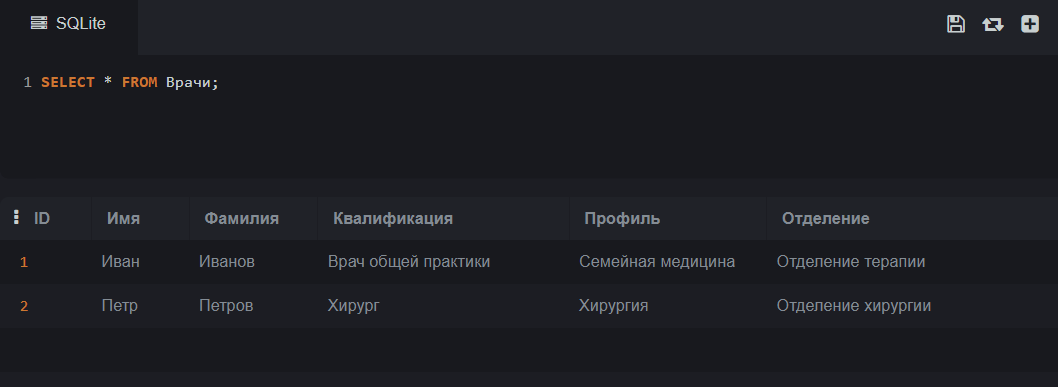 SQLite
1 SELECT * FROM Врачи;
ID Имя Фамилия Квалификация Профиль Отделение
1 Иван Иванов Врач общей практики Семейная медицина Отделение терапии
2 Петр Петров Хирург Хирургия Отделение хирургии